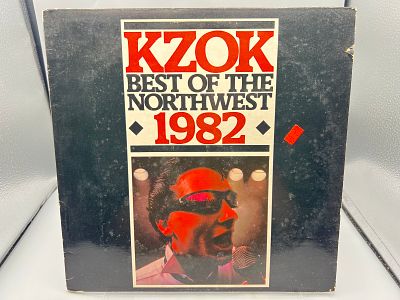 KZOK
BEST OF THE
NORTHWEST
1982